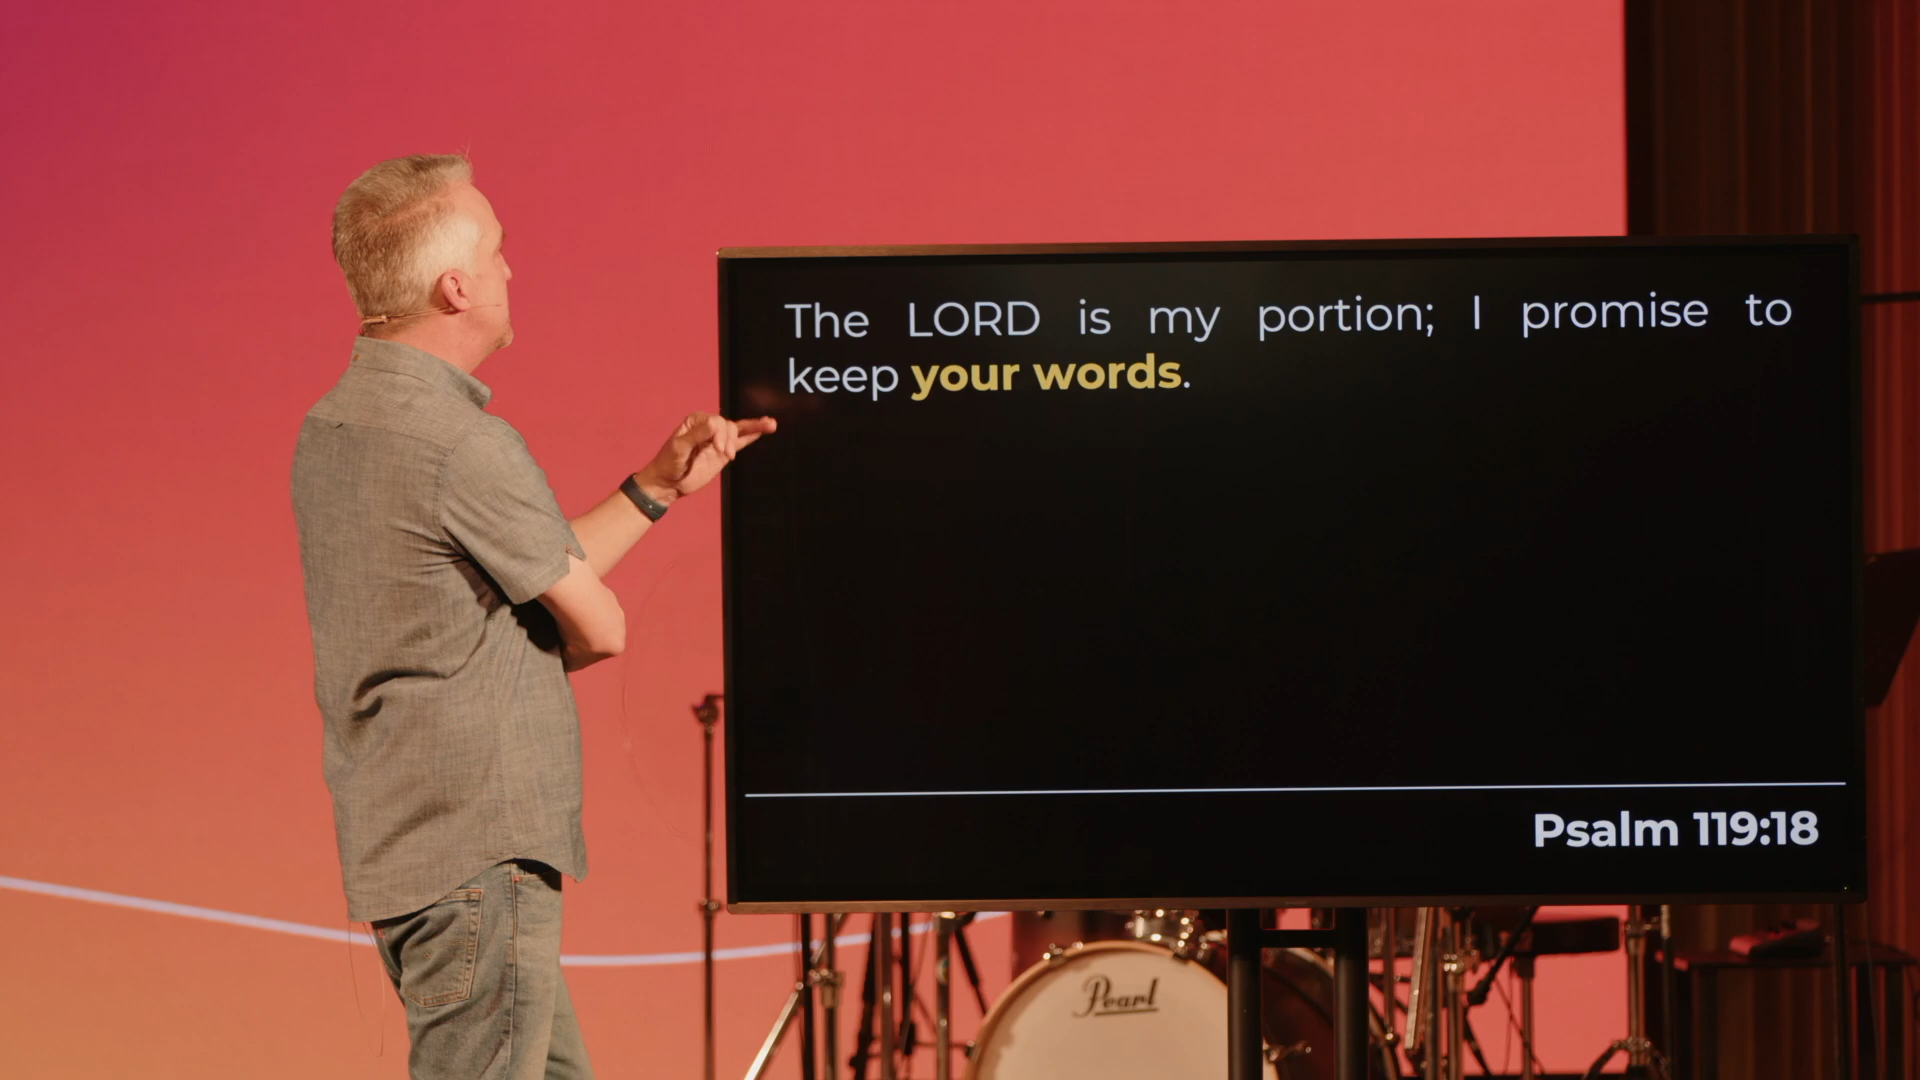 The LORD is my portion; I promise to
keep your words.
Psalm 119:18
Pearl